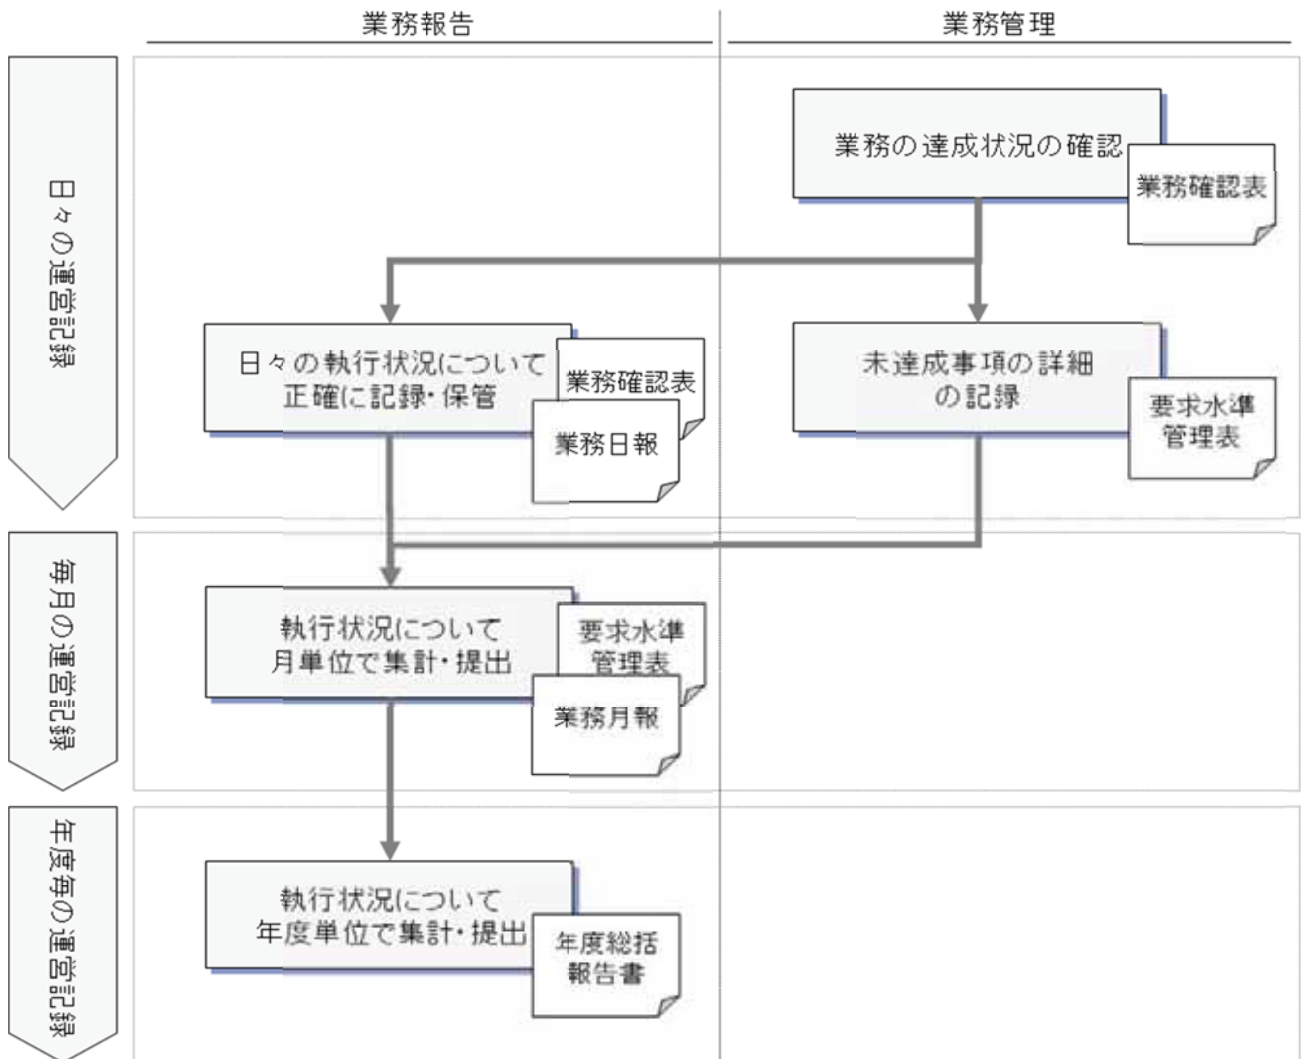 業務報告
業務管理
日々の運営記録
業務の達成状況の確認
業務確認表
日々の執行状況について
正確に記録・保管
業務確認表
業務日報
未達成事項の詳細
の記録
要求水準
管理表
毎月の運営記録
執行状況について
月単位で集計・提出
要求水準
管理表
業務月報
年度毎の運営記録
執行状況について
年度単位で集計・提出
年度総括
報告書